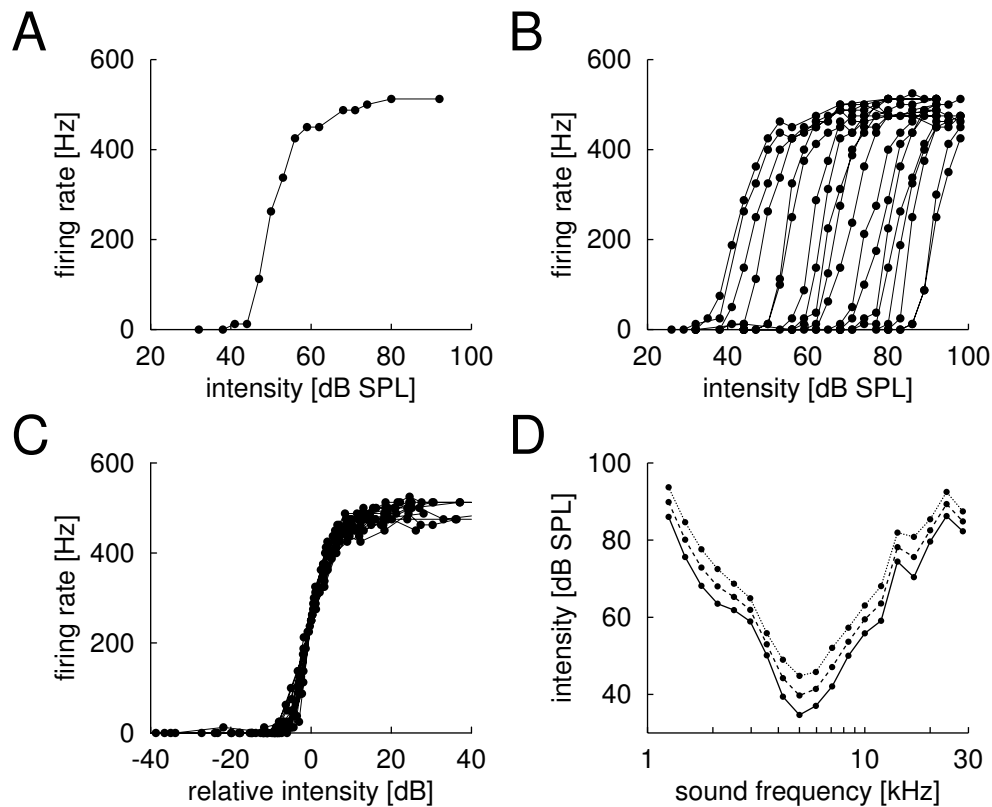 A
B
600
400
200
0
firing rate [Hz]
20 40 60 80 100
intensity [dB SPL]
600
400
200
0
firing rate [Hz]
20 40 60 80 100
intensity [dB SPL]
C
D
600
400
200
0
firing rate [Hz]
-40 -20 0 20 40
relative intensity [dB]
100
80
60
40
intensity [dB SPL]
1 10 30
sound frequency [kHz]